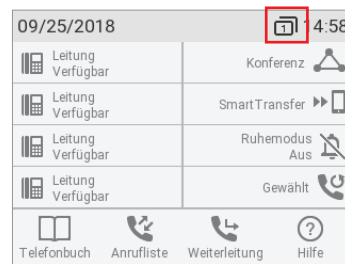 09/25/2018 1 14:58
Leitung
Verfügbar
Konferenz
Leitung
Verfügbar
SmartTransfer
Leitung
Verfügbar
Ruhemodus
Aus
Leitung
Verfügbar
Gewählt
Telefonbuch Anrufliste Weiterleitung Hilfe